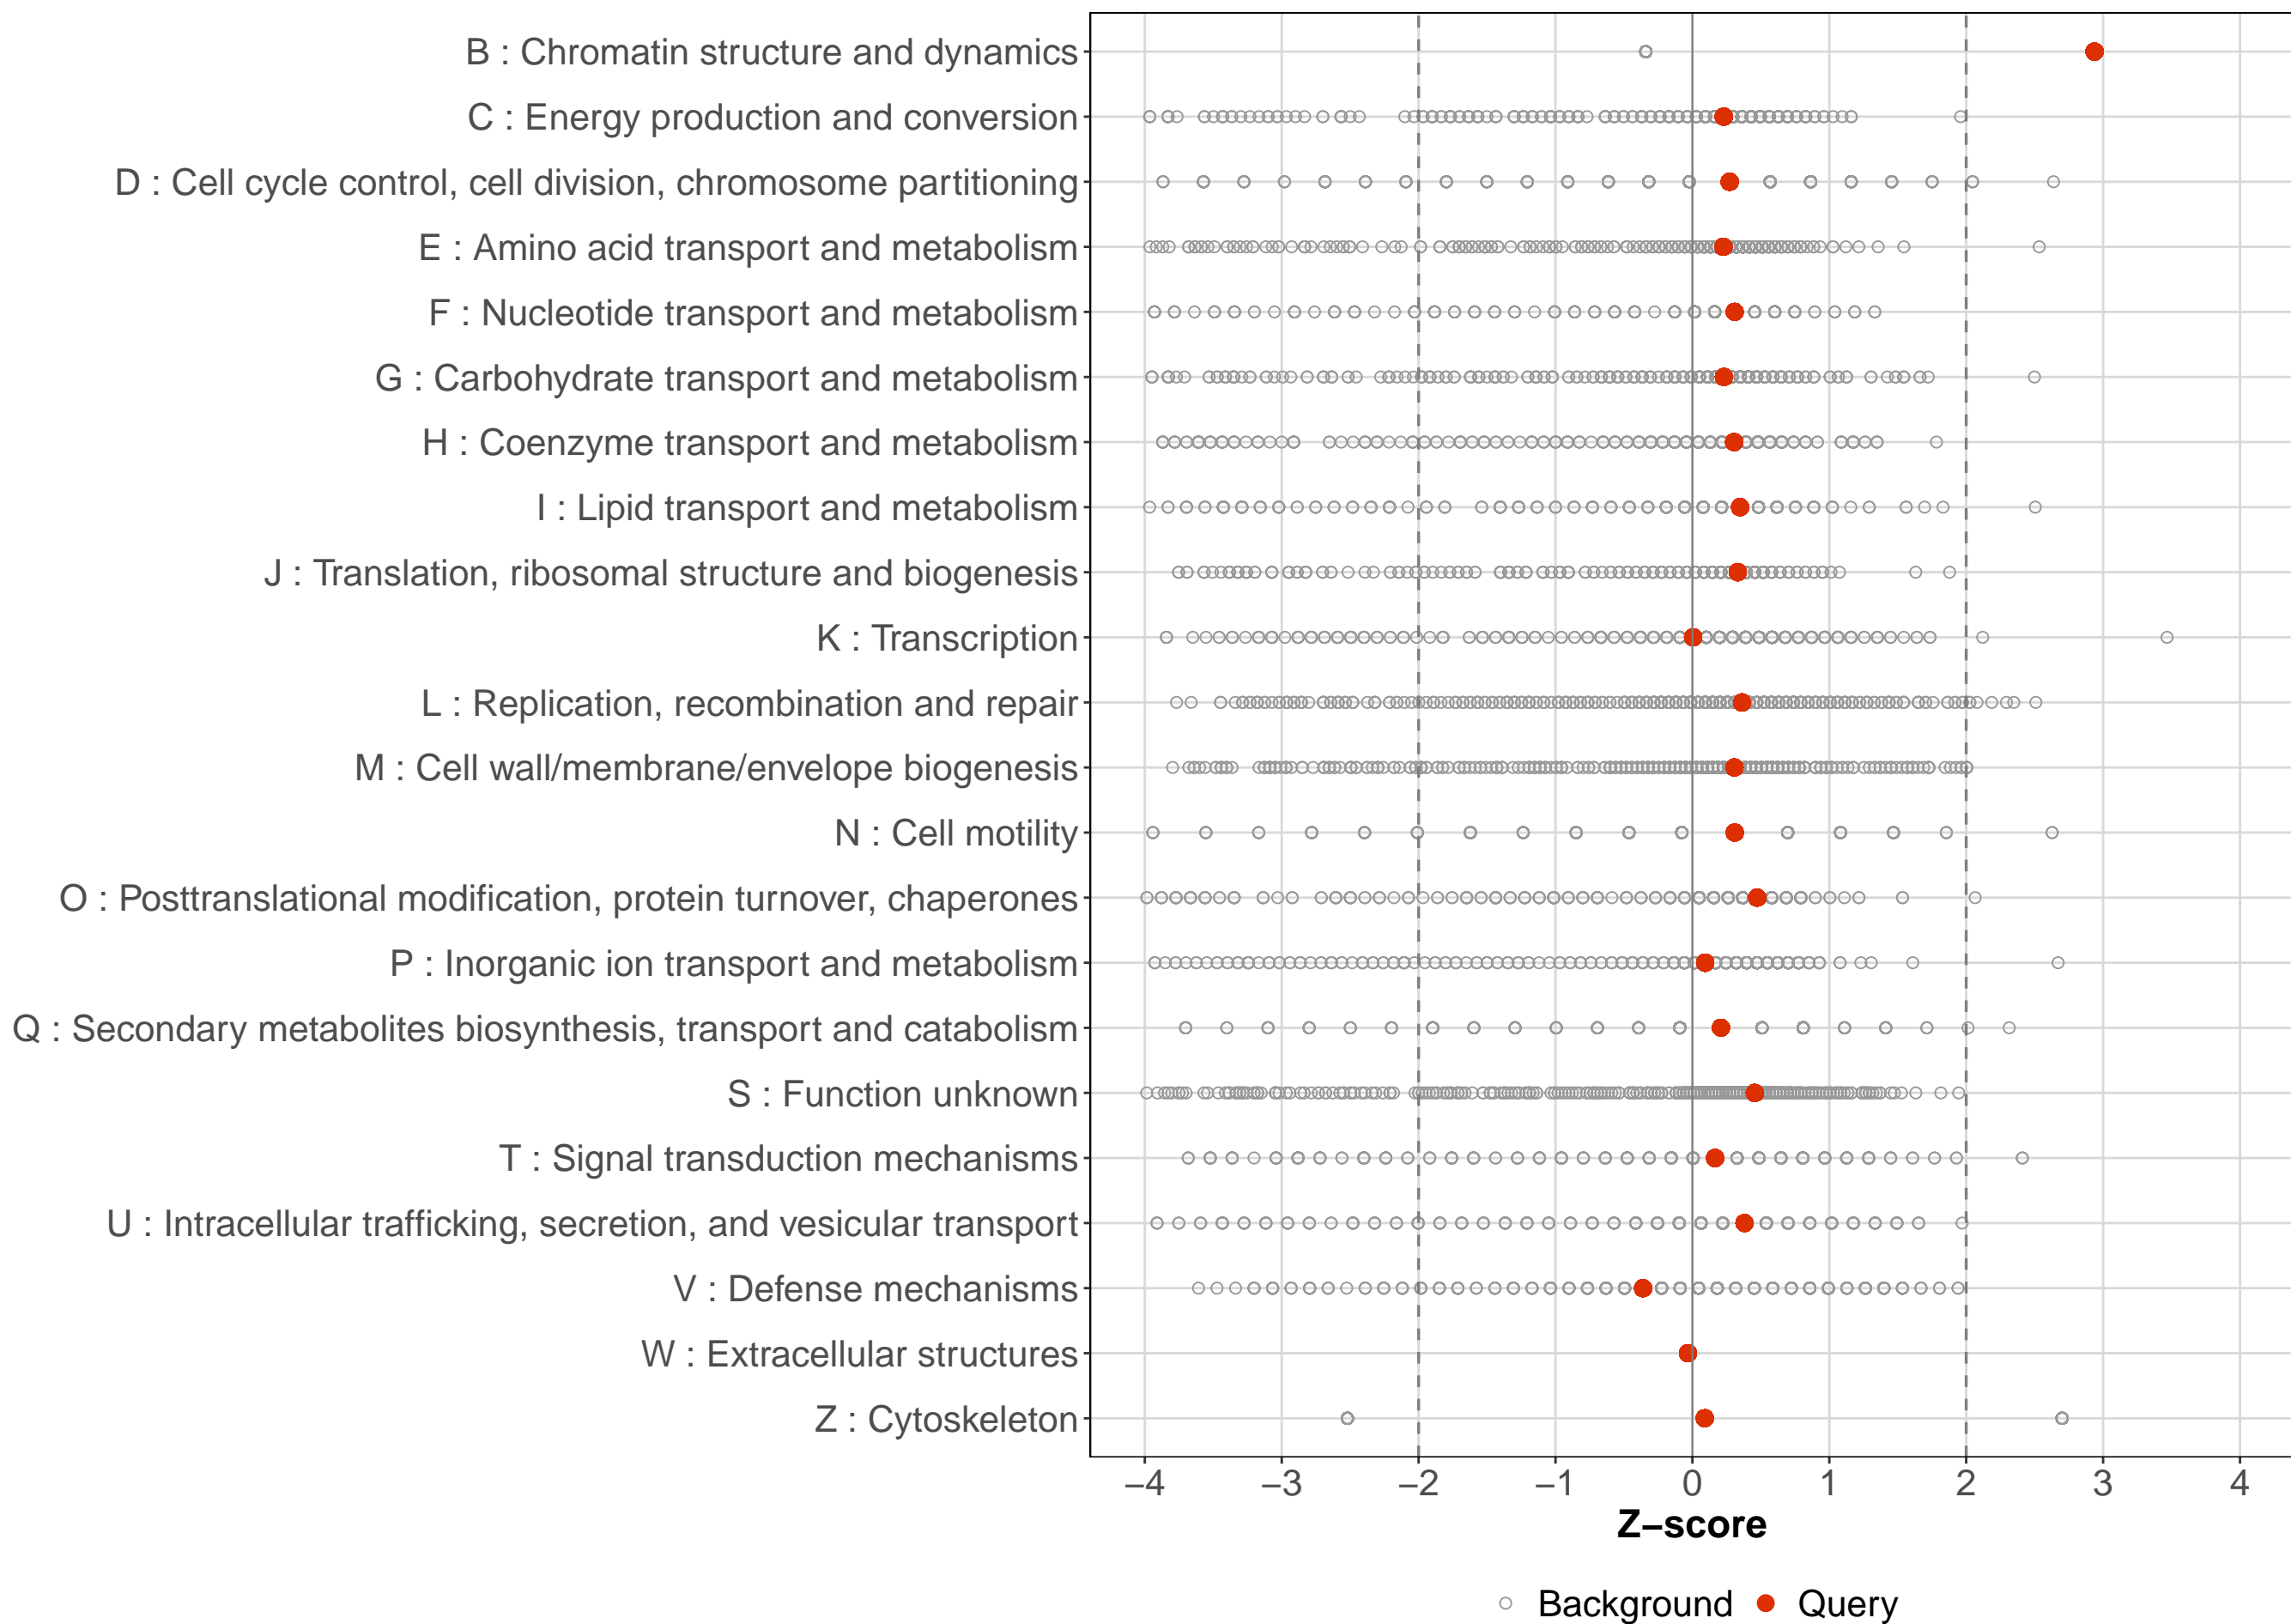 B : Chromatin structure and dynamics
C : Energy production and conversion
D : Cell cycle control, cell division, chromosome partitioning
E : Amino acid transport and metabolism
F : Nucleotide transport and metabolism
G : Carbohydrate transport and metabolism
H : Coenzyme transport and metabolism
I : Lipid transport and metabolism
J : Translation, ribosomal structure and biogenesis
K : Transcription
L : Replication, recombination and repair
M : Cell wall/membrane/envelope biogenesis
N : Cell motility
O : Posttranslational modification, protein turnover, chaperones
P : Inorganic ion transport and metabolism
Q : Secondary metabolites biosynthesis, transport and catabolism
S : Function unknown
T : Signal transduction mechanisms
U : Intracellular trafficking, secretion, and vesicular transport
V : Defense mechanisms
W : Extracellular structures
Z : Cytoskeleton
−4 −3 −2 −1 0 1 2 3 4
Z−score
Background Query